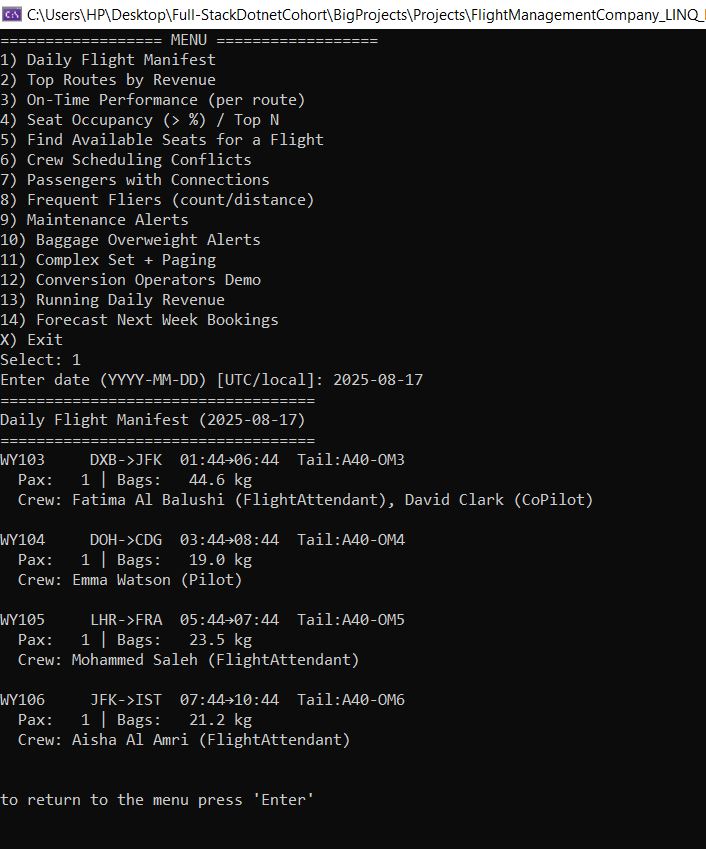 C:\Users\HP\Desktop\Full-StackDotnetCohort\BigProjects\Projects\FlightManagementCompany_LINQ_
================== MENU ==================
1) Daily Flight Manifest
2) Top Routes by Revenue
3) On-Time Performance (per route)
4) Seat Occupancy (> %) / Top N
5) Find Available Seats for a Flight
6) Crew Scheduling Conflicts
7) Passengers with Connections
8) Frequent Fliers (count/distance)
9) Maintenance Alerts
10) Baggage Overweight Alerts
11) Complex Set + Paging
12) Conversion Operators Demo
13) Running Daily Revenue
14) Forecast Next Week Bookings
X) Exit
Select: 1
Enter date (YYYY-MM-DD) [UTC/local]: 2025-08-17
===================================
Daily Flight Manifest (2025-08-17)
===================================
WY103     DXB->JFK  01:44→06:44  Tail:A40-OM3
  Pax:   1 | Bags:   44.6 kg
  Crew: Fatima Al Balushi (FlightAttendant), David Clark (CoPilot)
WY104     DOH->CDG  03:44→08:44  Tail:A40-OM4
  Pax:   1 | Bags:   19.0 kg
  Crew: Emma Watson (Pilot)
WY105     LHR->FRA  05:44→07:44  Tail:A40-OM5
  Pax:   1 | Bags:   23.5 kg
  Crew: Mohammed Saleh (FlightAttendant)
WY106     JFK->IST  07:44→10:44  Tail:A40-OM6
  Pax:   1 | Bags:   21.2 kg
  Crew: Aisha Al Amri (FlightAttendant)
to return to the menu press 'Enter'